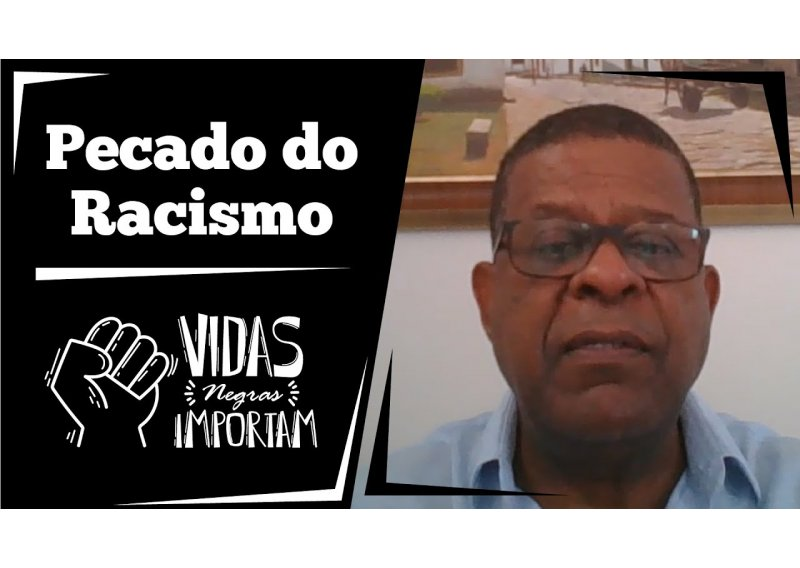 Pecado do
Racismo
VIDAS
Negras
IMPORTAM